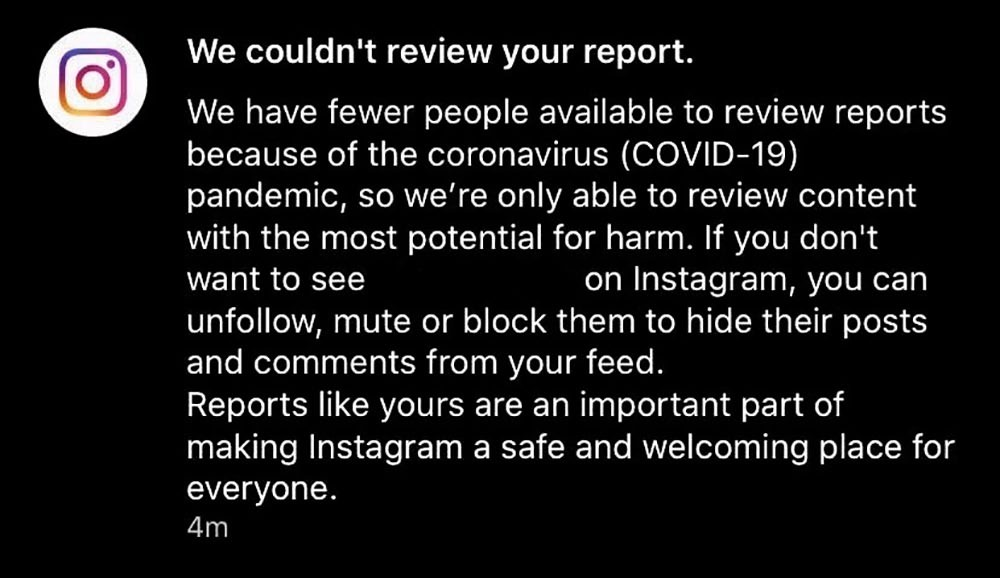 We couldn't review your report.
We have fewer people available to review reports
because of the coronavirus (COVID-19)
pandemic, so we’re only able to review content
with the most potential for harm. If you don't
want to see on Instagram, you can
unfollow, mute or block them to hide their posts
and comments from your feed.
Reports like yours are an important part of
making Instagram a safe and welcoming place for
everyone.
4m